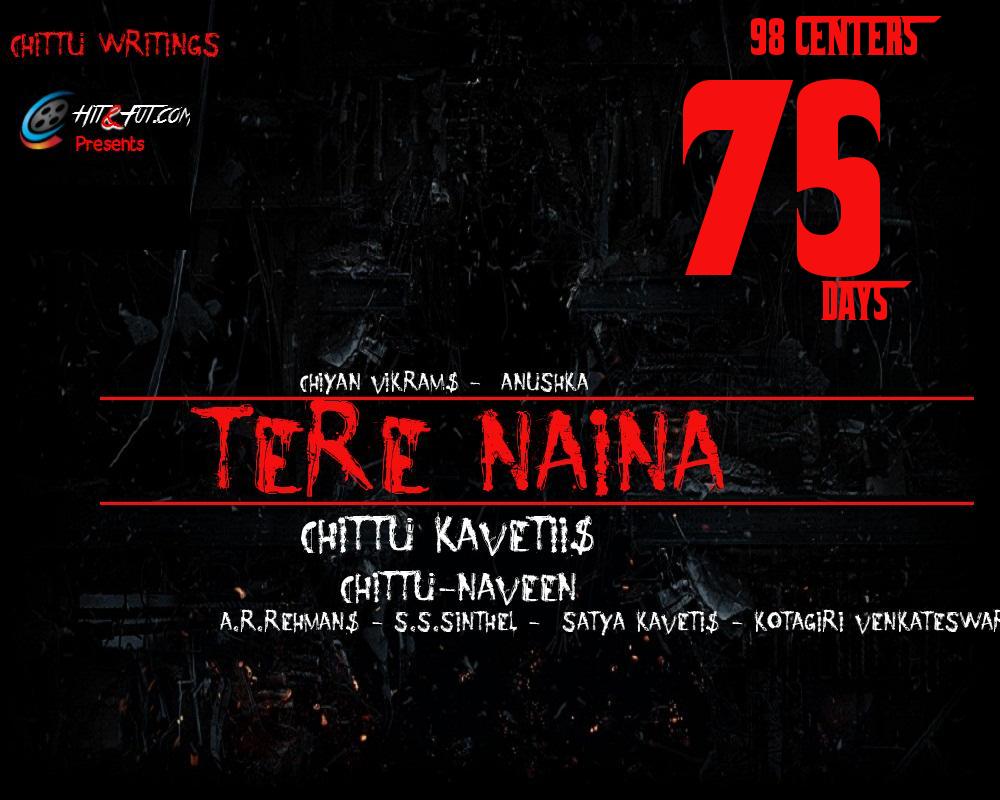 CHITTU WRITINGS
98 CENTERS
HIT&FUT.COM
Presents
75
DAYS
CHIYAN VIKRAM$ - ANUSHKA
TERE NAINA
CHITTU KAVETII$
CHITTU-NAVEEN
A.R.REHMAN$ - S.S.SINTHEL - SATYA KAVETI$ - KOTAGIRI VENKATESWAR